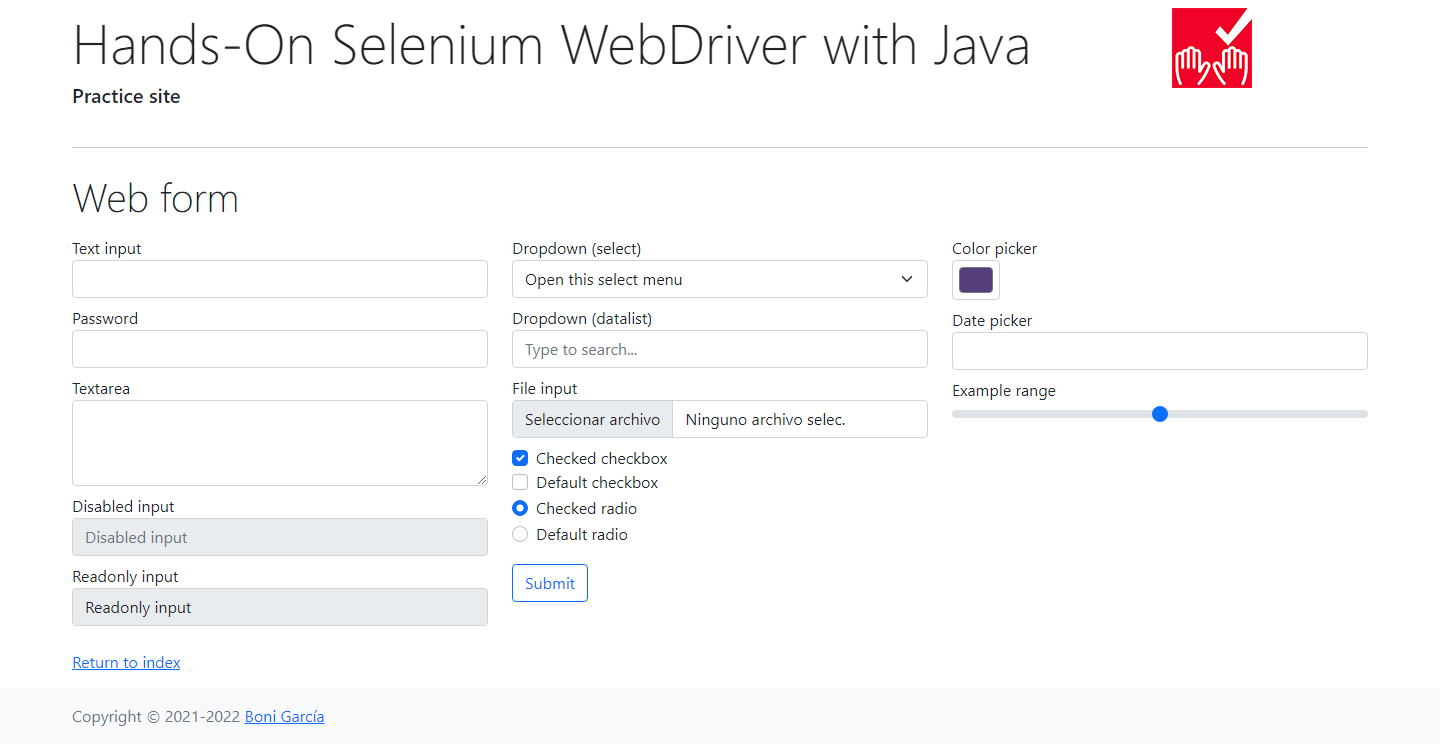 Hands-On Selenium WebDriver with Java
Practice site
Web form
Text input
Password
Textarea
Disabled input
Disabled input
Readonly input
Readonly input
Dropdown (select)
Open this select menu
Dropdown (datalist)
Type to search...
File input
Seleccionar archivo Ninguno archivo selec.
Checked checkbox
Default checkbox
Checked radio
Default radio
Submit
Color picker
Date picker
Example range
Return to index
Copyright © 2021-2022 Boni García